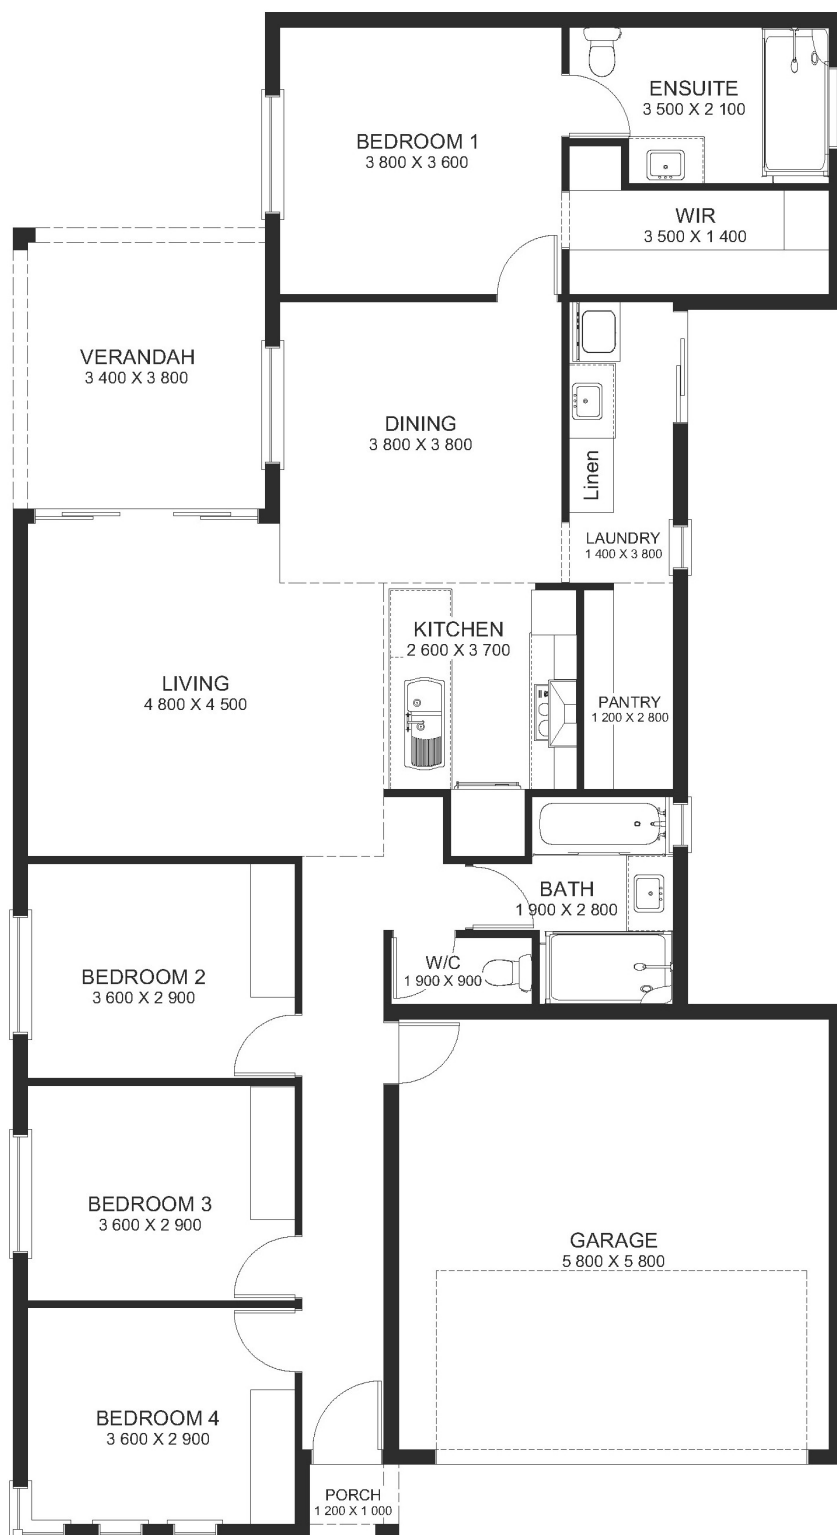 ENSUITE
3 500 X 2 100
BEDROOM 1
3 800 X 3 600
WIR
3 500 X 1 400
VERANDAH
3 400 X 3 800
DINING
3 800 X 3 800
Linen
LAUNDRY
1 400 X 3 800
KITCHEN
2 600 X 3 700
LIVING
4 800 X 4 500
PANTRY
1 200 X 2 800
BATH
1 900 X 2 800
W/C
1 900 X 900
BEDROOM 2
3 600 X 2 900
BEDROOM 3
3 600 X 2 900
GARAGE
5 800 X 5 800
BEDROOM 4
3 600 X 2 900
PORCH
1 200 X 1 000